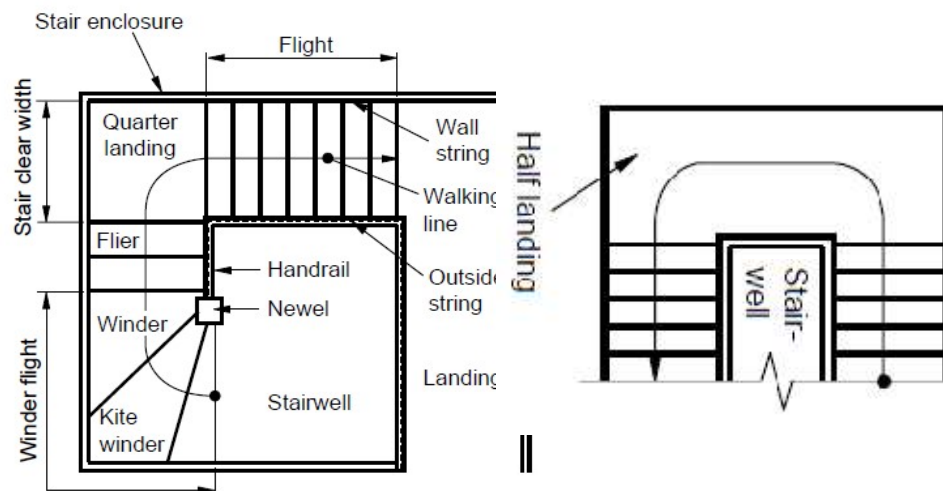 Stair enclosure
Flight
Stair clear width
Quarter
landing
Wall
string
Walking
line
Flier
Handrail
Outside
string
Newel
Winder
Winder flight
Landing
Kite
winder
Stairwell
Half landing
Stair-
well